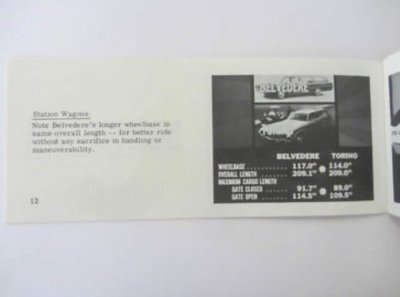 Station Wagons:
Note Belvedere's longer wheelbase in
same overall length -- for better ride
without any sacrifice in handling or
maneuverability.
12
BELVEDERE
BELVEDERE TORINO
WHEELBASE 117.0" 114.0"
OVERALL LENGTH 209.1" 209.0"
MAXIMUM CARGO LENGTH
GATE CLOSED 91.7" 89.0"
GATE OPEN 114.5" 109.5"